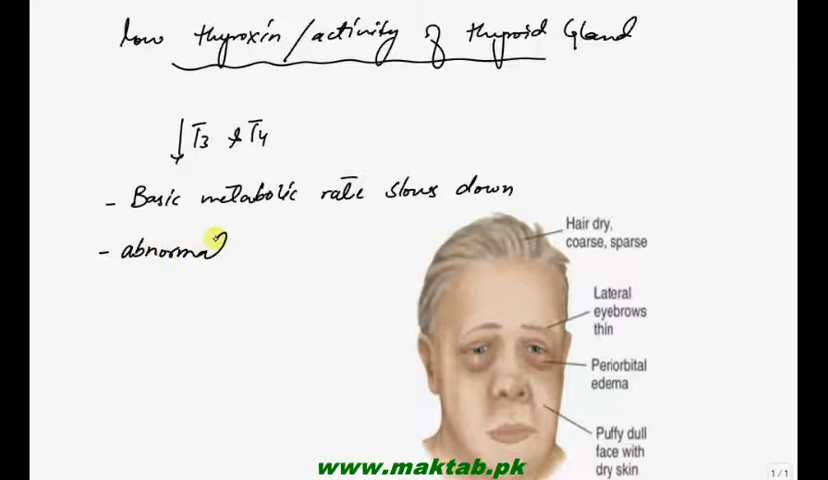 low thyroxin/activity of thyroid Gland
↓ T3 & T4
- Basic metabolic rate slows down
- abnormal
Hair dry,
coarse, sparse
Lateral
eyebrows
thin
Periorbital
edema
Puffy dull
face with
dry skin
www.maktab.pk
1/1